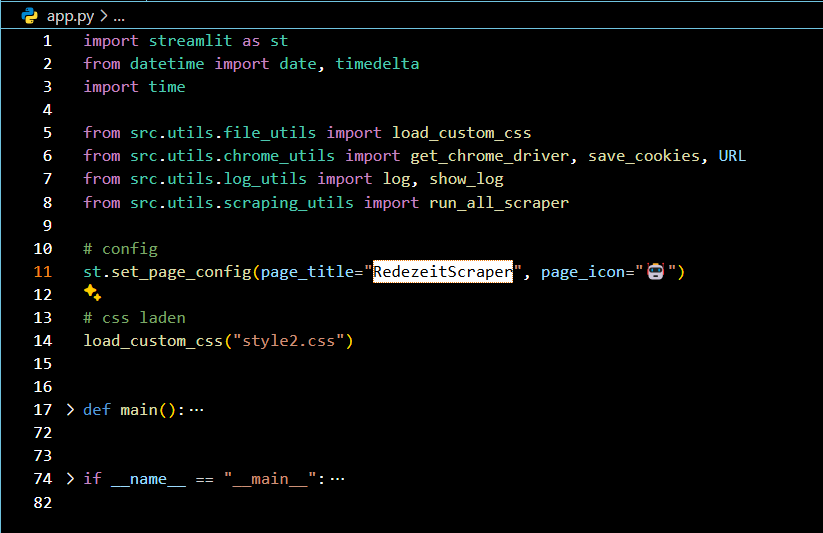 app.py > ...
1 import streamlit as st
2 from datetime import date, timedelta
3 import time
4
5 from src.utils.file_utils import load_custom_css
6 from src.utils.chrome_utils import get_chrome_driver, save_cookies, URL
7 from src.utils.log_utils import log, show_log
8 from src.utils.scraping_utils import run_all_scraper
9
10 # config
11 st.set_page_config(page_title="RedezeitScraper", page_icon="🤖")
12
13 # css laden
14 load_custom_css("style2.css")
15
16
17 > def main():···
72
73
74 > if __name__ == "__main__":···
82